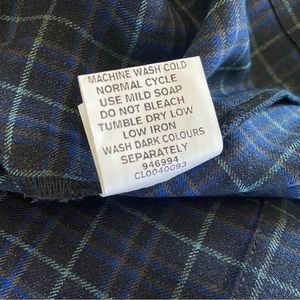 MACHINE WASH COLD
NORMAL CYCLE
USE MILD SOAP
DO NOT BLEACH
TUMBLE DRY LOW
LOW IRON
WASH DARK COLOURS
SEPARATELY
946994
CL0040093